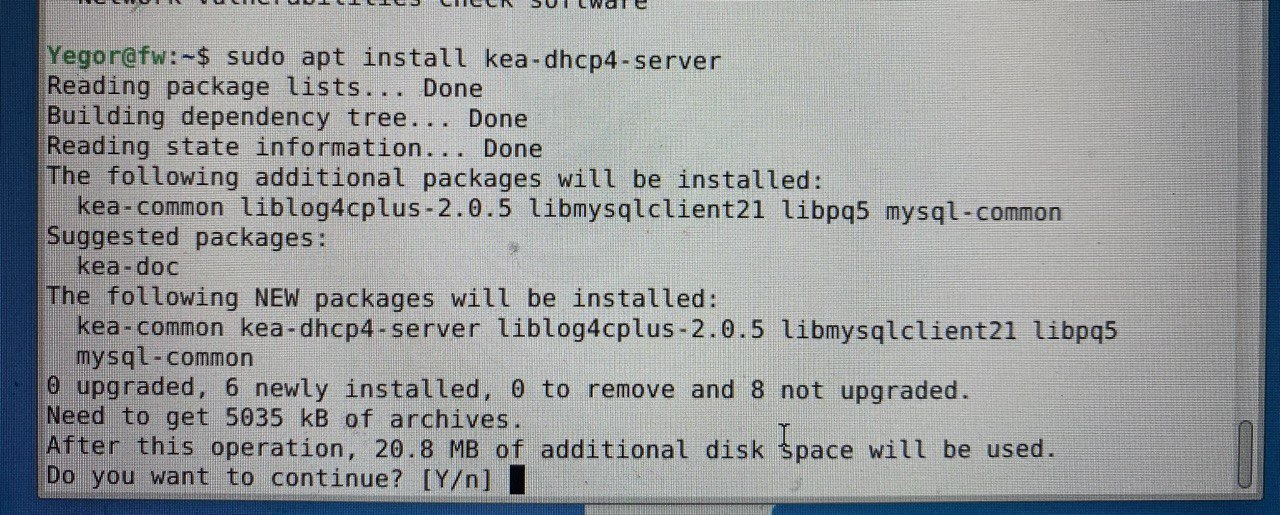 Network vulnerabilities check software
Yegor@fw:~$ sudo apt install kea-dhcp4-server
Reading package lists... Done
Building dependency tree... Done
Reading state information... Done
The following additional packages will be installed:
kea-common liblog4cplus-2.0.5 libmysqlclient21 libpq5 mysql-common
Suggested packages:
kea-doc
The following NEW packages will be installed:
kea-common kea-dhcp4-server liblog4cplus-2.0.5 libmysqlclient21 libpq5
mysql-common
0 upgraded, 6 newly installed, 0 to remove and 8 not upgraded.
Need to get 5035 kB of archives.
After this operation, 20.8 MB of additional disk space will be used.
Do you want to continue? [Y/n]